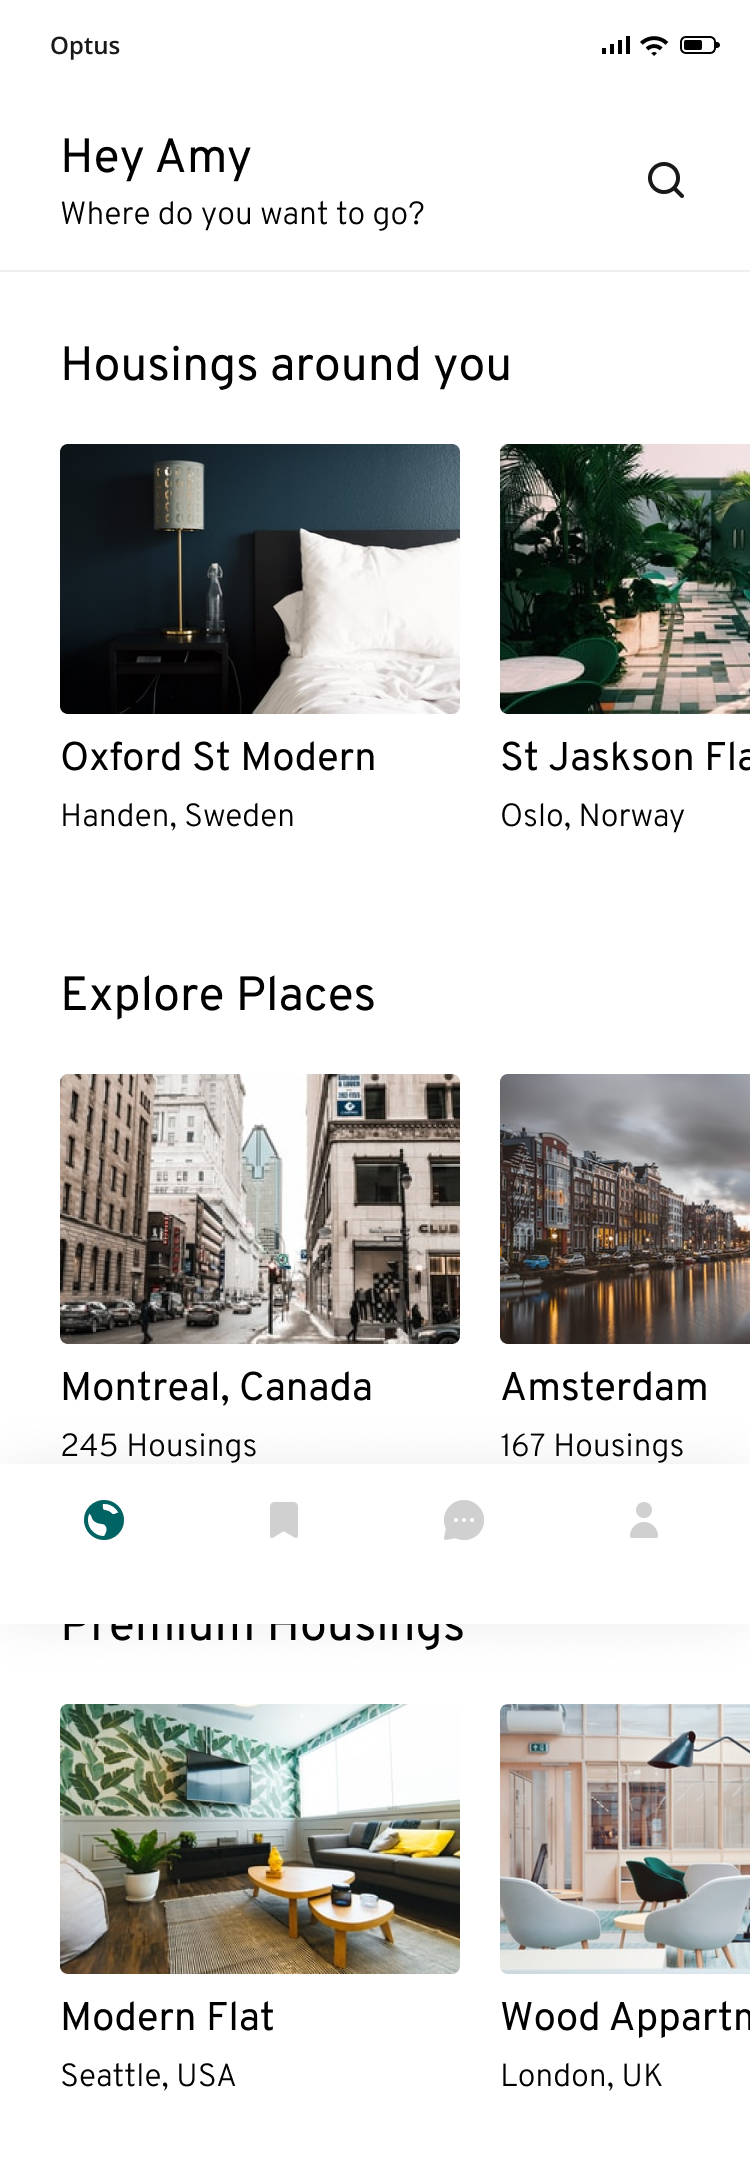 Optus
Hey Amy
Where do you want to go?
Housings around you
Oxford St Modern
Handen, Sweden
St Jaskson Fla
Oslo, Norway
Explore Places
CLUB
Montreal, Canada
245 Housings
Amsterdam
167 Housings
Premium Housings
Modern Flat
Seattle, USA
Wood Appartm
London, UK